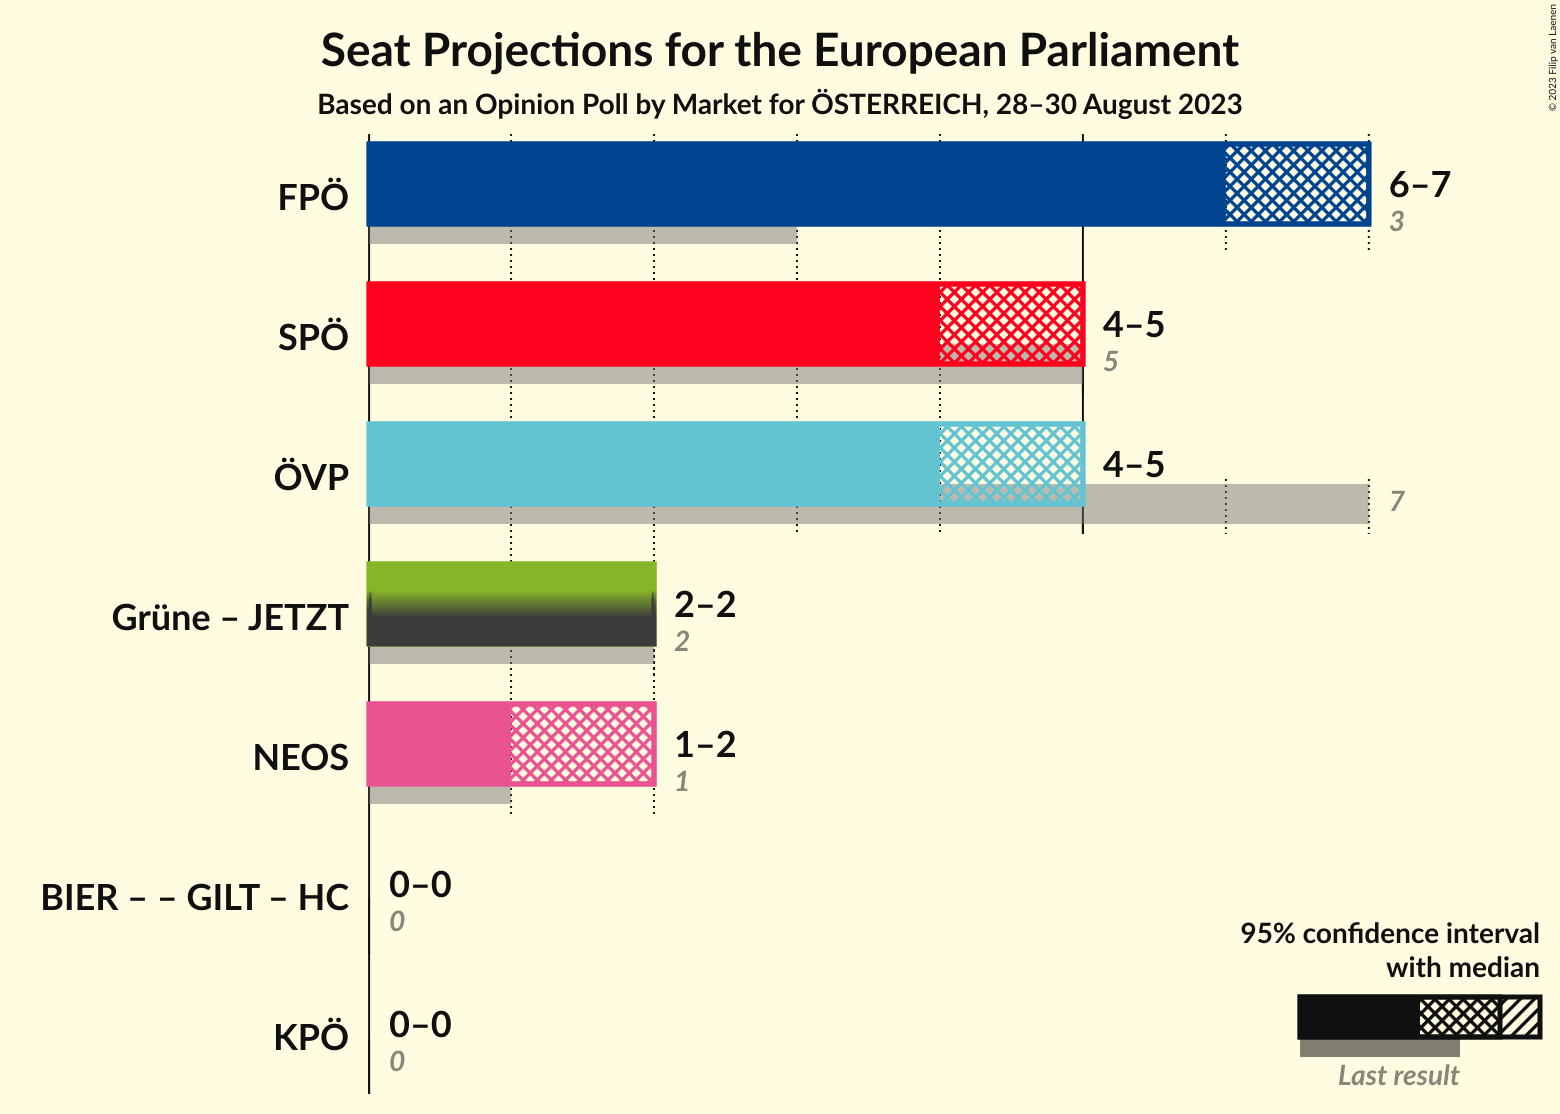 Seat Projections for the European Parliament
Based on an Opinion Poll by Market for ÖSTERREICH, 28–30 August 2023
© 2023 Filip van Laenen
FPÖ
6–7
3
SPÖ
4–5
5
ÖVP
4–5
7
Grüne – JETZT
2–2
2
NEOS
1–2
1
BIER – – GILT – HC
0–0
0
KPÖ
0–0
0
95% confidence interval
with median
Last result